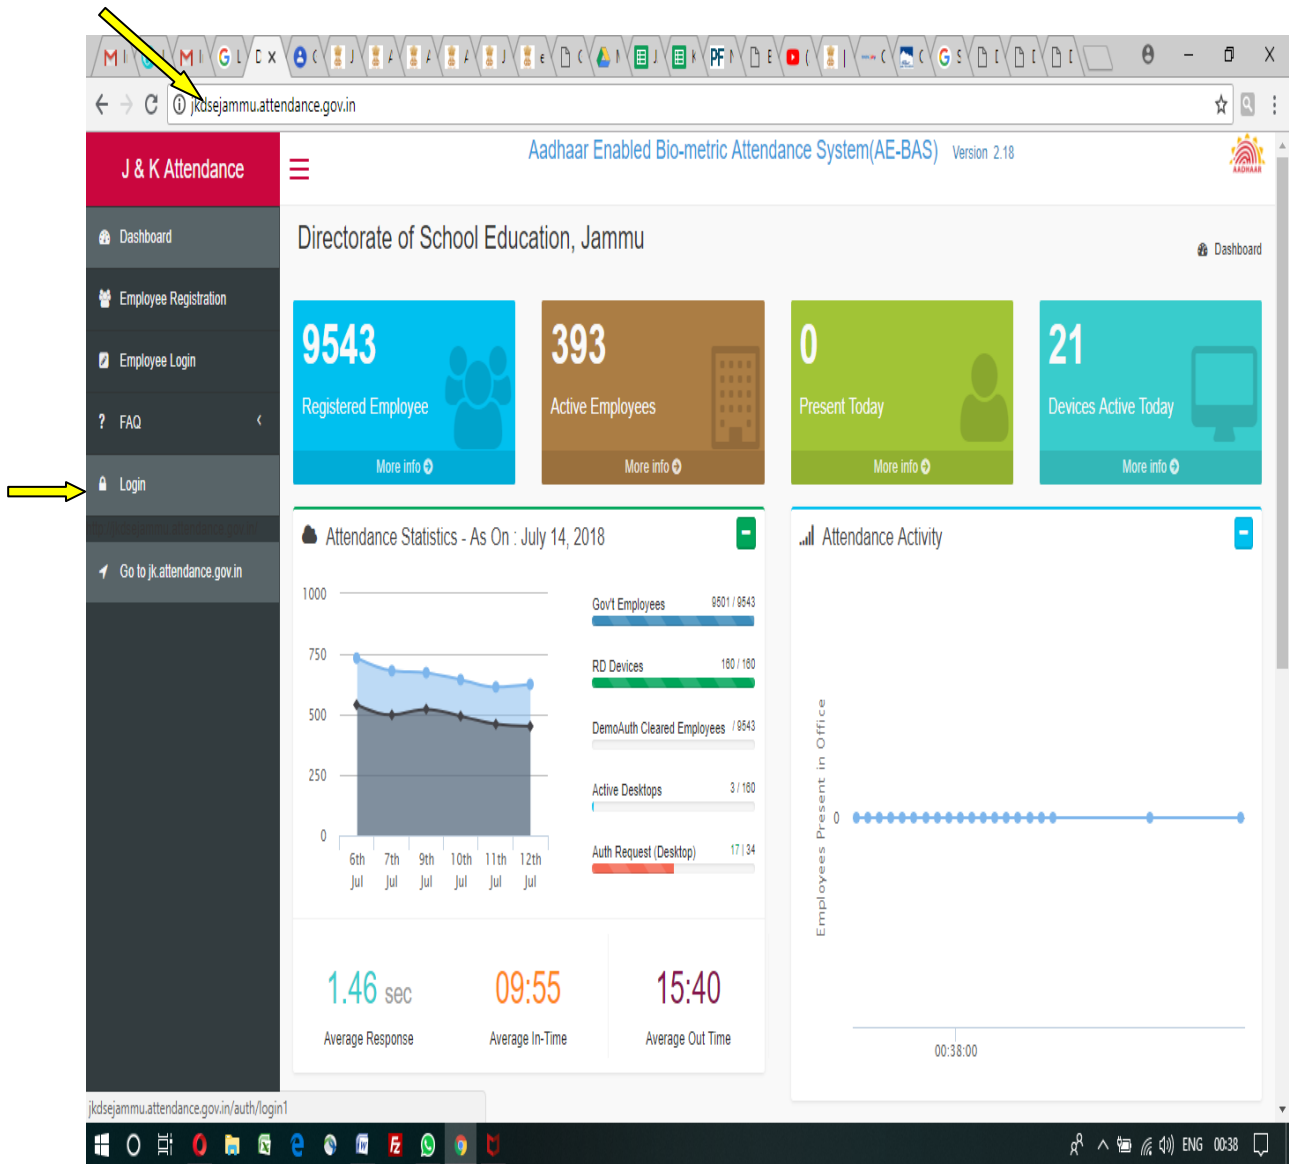 jkdsejammu.attendance.gov.in
J & K Attendance
Aadhaar Enabled Bio-metric Attendance System(AE-BAS) Version 2.18
AADHAAR
Dashboard
Directorate of School Education, Jammu
Dashboard
Employee Registration
Employee Login
? FAQ
Login
Go to jk.attendance.gov.in
9543
Registered Employee
More info
393
Active Employees
More info
0
Present Today
More info
21
Devices Active Today
More info
Attendance Statistics - As On : July 14, 2018
1000
750
500
250
0
6th Jul
7th Jul
9th Jul
10th Jul
11th Jul
12th Jul
Gov't Employees 9501 / 9543
RD Devices 160 / 160
DemoAuth Cleared Employees / 9543
Active Desktops 3 / 160
Auth Request (Desktop) 17 | 34
1.46 sec
Average Response
09:55
Average In-Time
15:40
Average Out Time
Attendance Activity
Employees Present in Office
0
00:38:00
jkdsejammu.attendance.gov.in/auth/login1
ENG 00:38